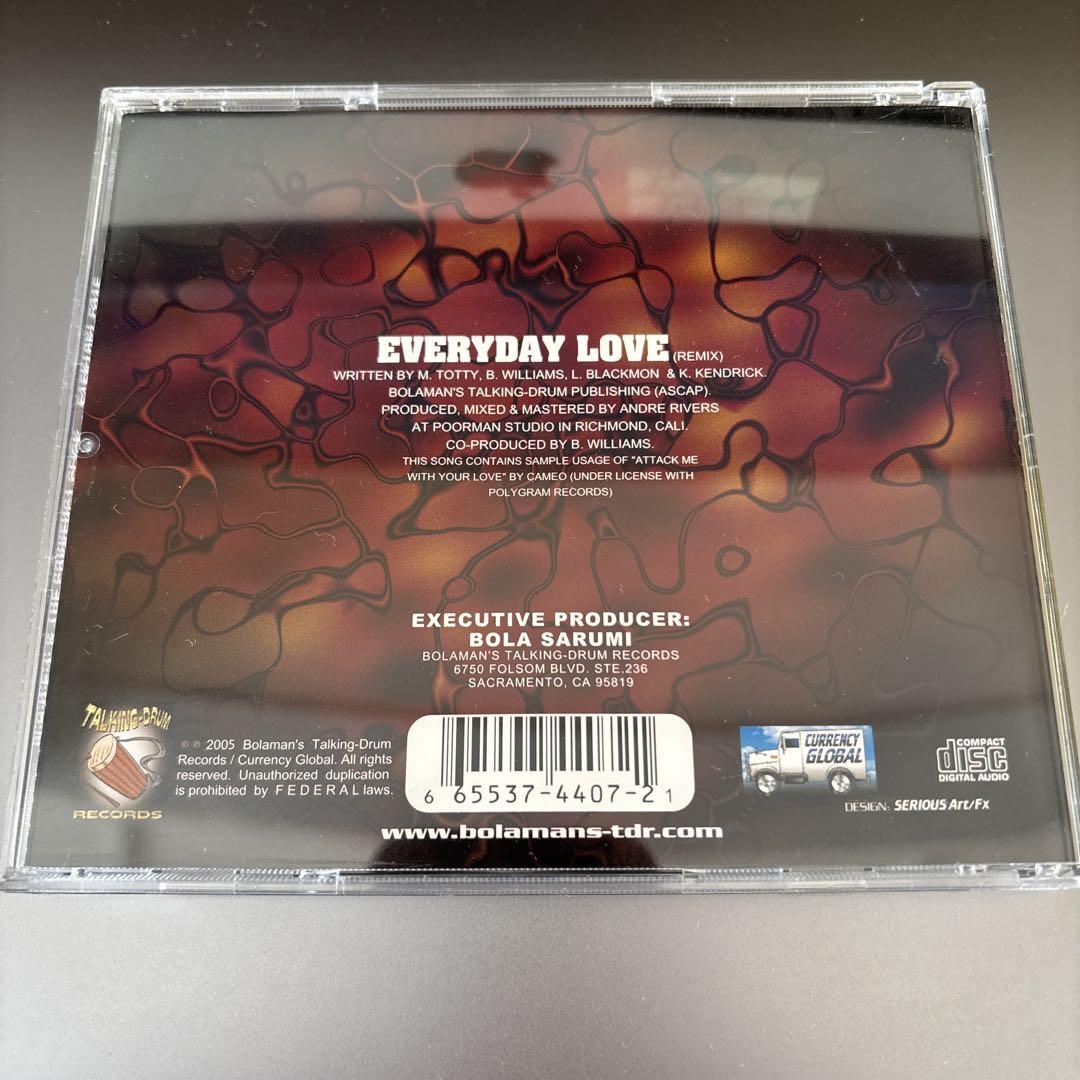 EVERYDAY LOVE (REMIX)
WRITTEN BY M. TOTTY, B. WILLIAMS, L. BLACKMON & K. KENDRICK.
BOLAMAN'S TALKING-DRUM PUBLISHING (ASCAP).
PRODUCED, MIXED & MASTERED BY ANDRE RIVERS
AT POORMAN STUDIO IN RICHMOND, CALI.
CO-PRODUCED BY B. WILLIAMS.
THIS SONG CONTAINS SAMPLE USAGE OF "ATTACK ME
WITH YOUR LOVE" BY CAMEO (UNDER LICENSE WITH
POLYGRAM RECORDS)
EXECUTIVE PRODUCER:
BOLA SARUMI
BOLAMAN'S TALKING-DRUM RECORDS
6750 FOLSOM BLVD. STE.236
SACRAMENTO, CA 95819
TALKING-DRUM
RECORDS
©℗ 2005 Bolaman's Talking-Drum
Records / Currency Global. All rights
reserved. Unauthorized duplication
is prohibited by FEDERAL laws.
6 65537-4407-2 1
www.bolamans-tdr.com
CURRENCY
GLOBAL
COMPACT
disc
DIGITAL AUDIO
DESIGN: SERIOUS Art/Fx